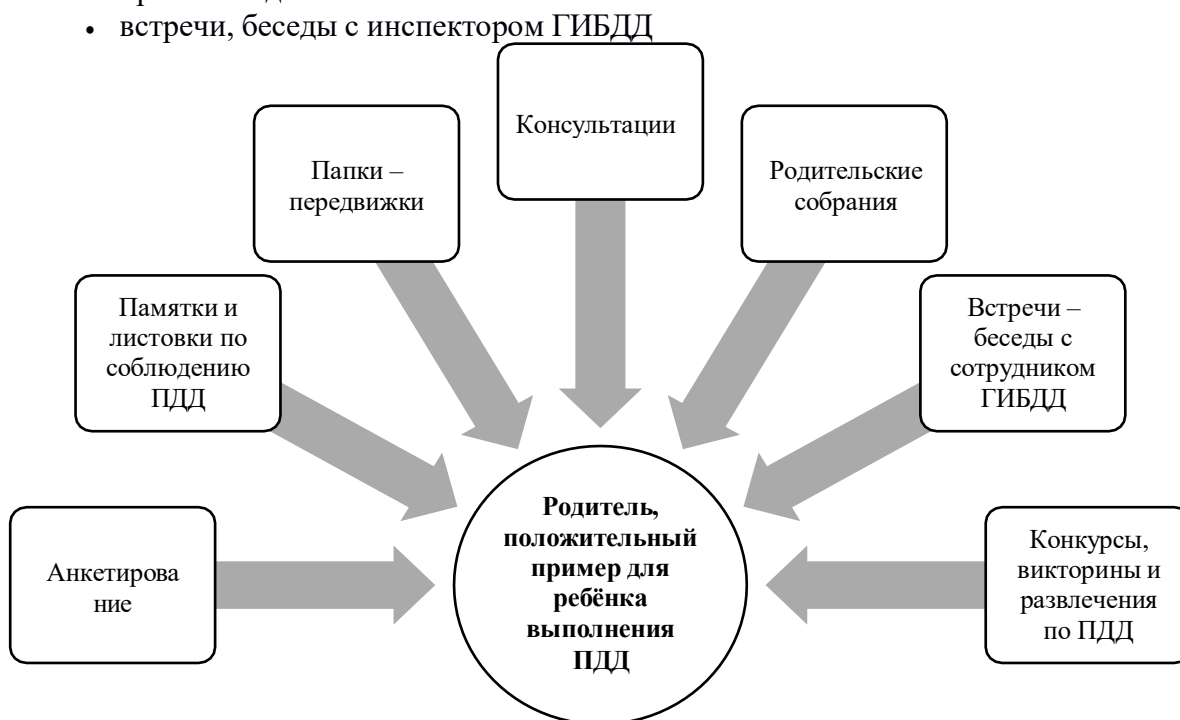 • встречи, беседы с инспектором ГИБДД
Консультации
Папки –
передвижки
Родительские
собрания
Памятки и
листовки по
соблюдению
ПДД
Встречи –
беседы с
сотрудником
ГИБДД
Анкетирова
ние
Родитель,
положительный
пример для
ребёнка
выполнения
ПДД
Конкурсы,
викторины и
развлечения
по ПДД